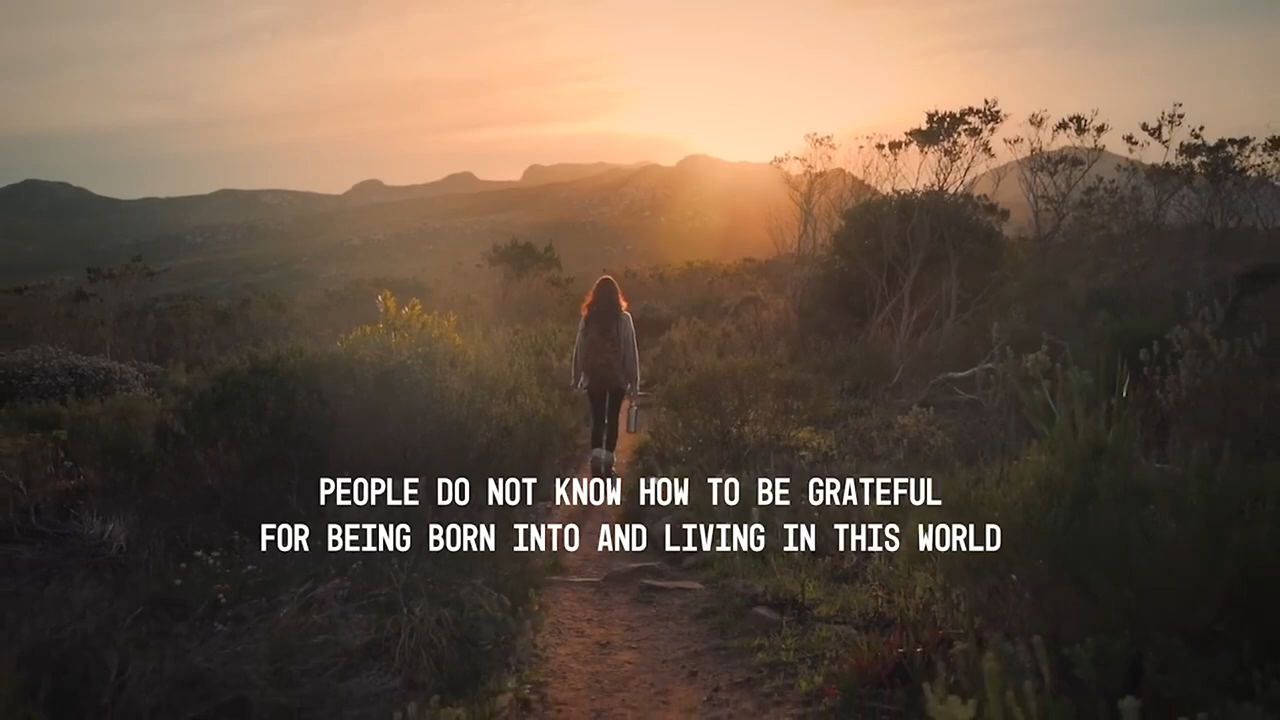 PEOPLE DO NOT KNOW HOW TO BE GRATEFUL
FOR BEING BORN INTO AND LIVING IN THIS WORLD